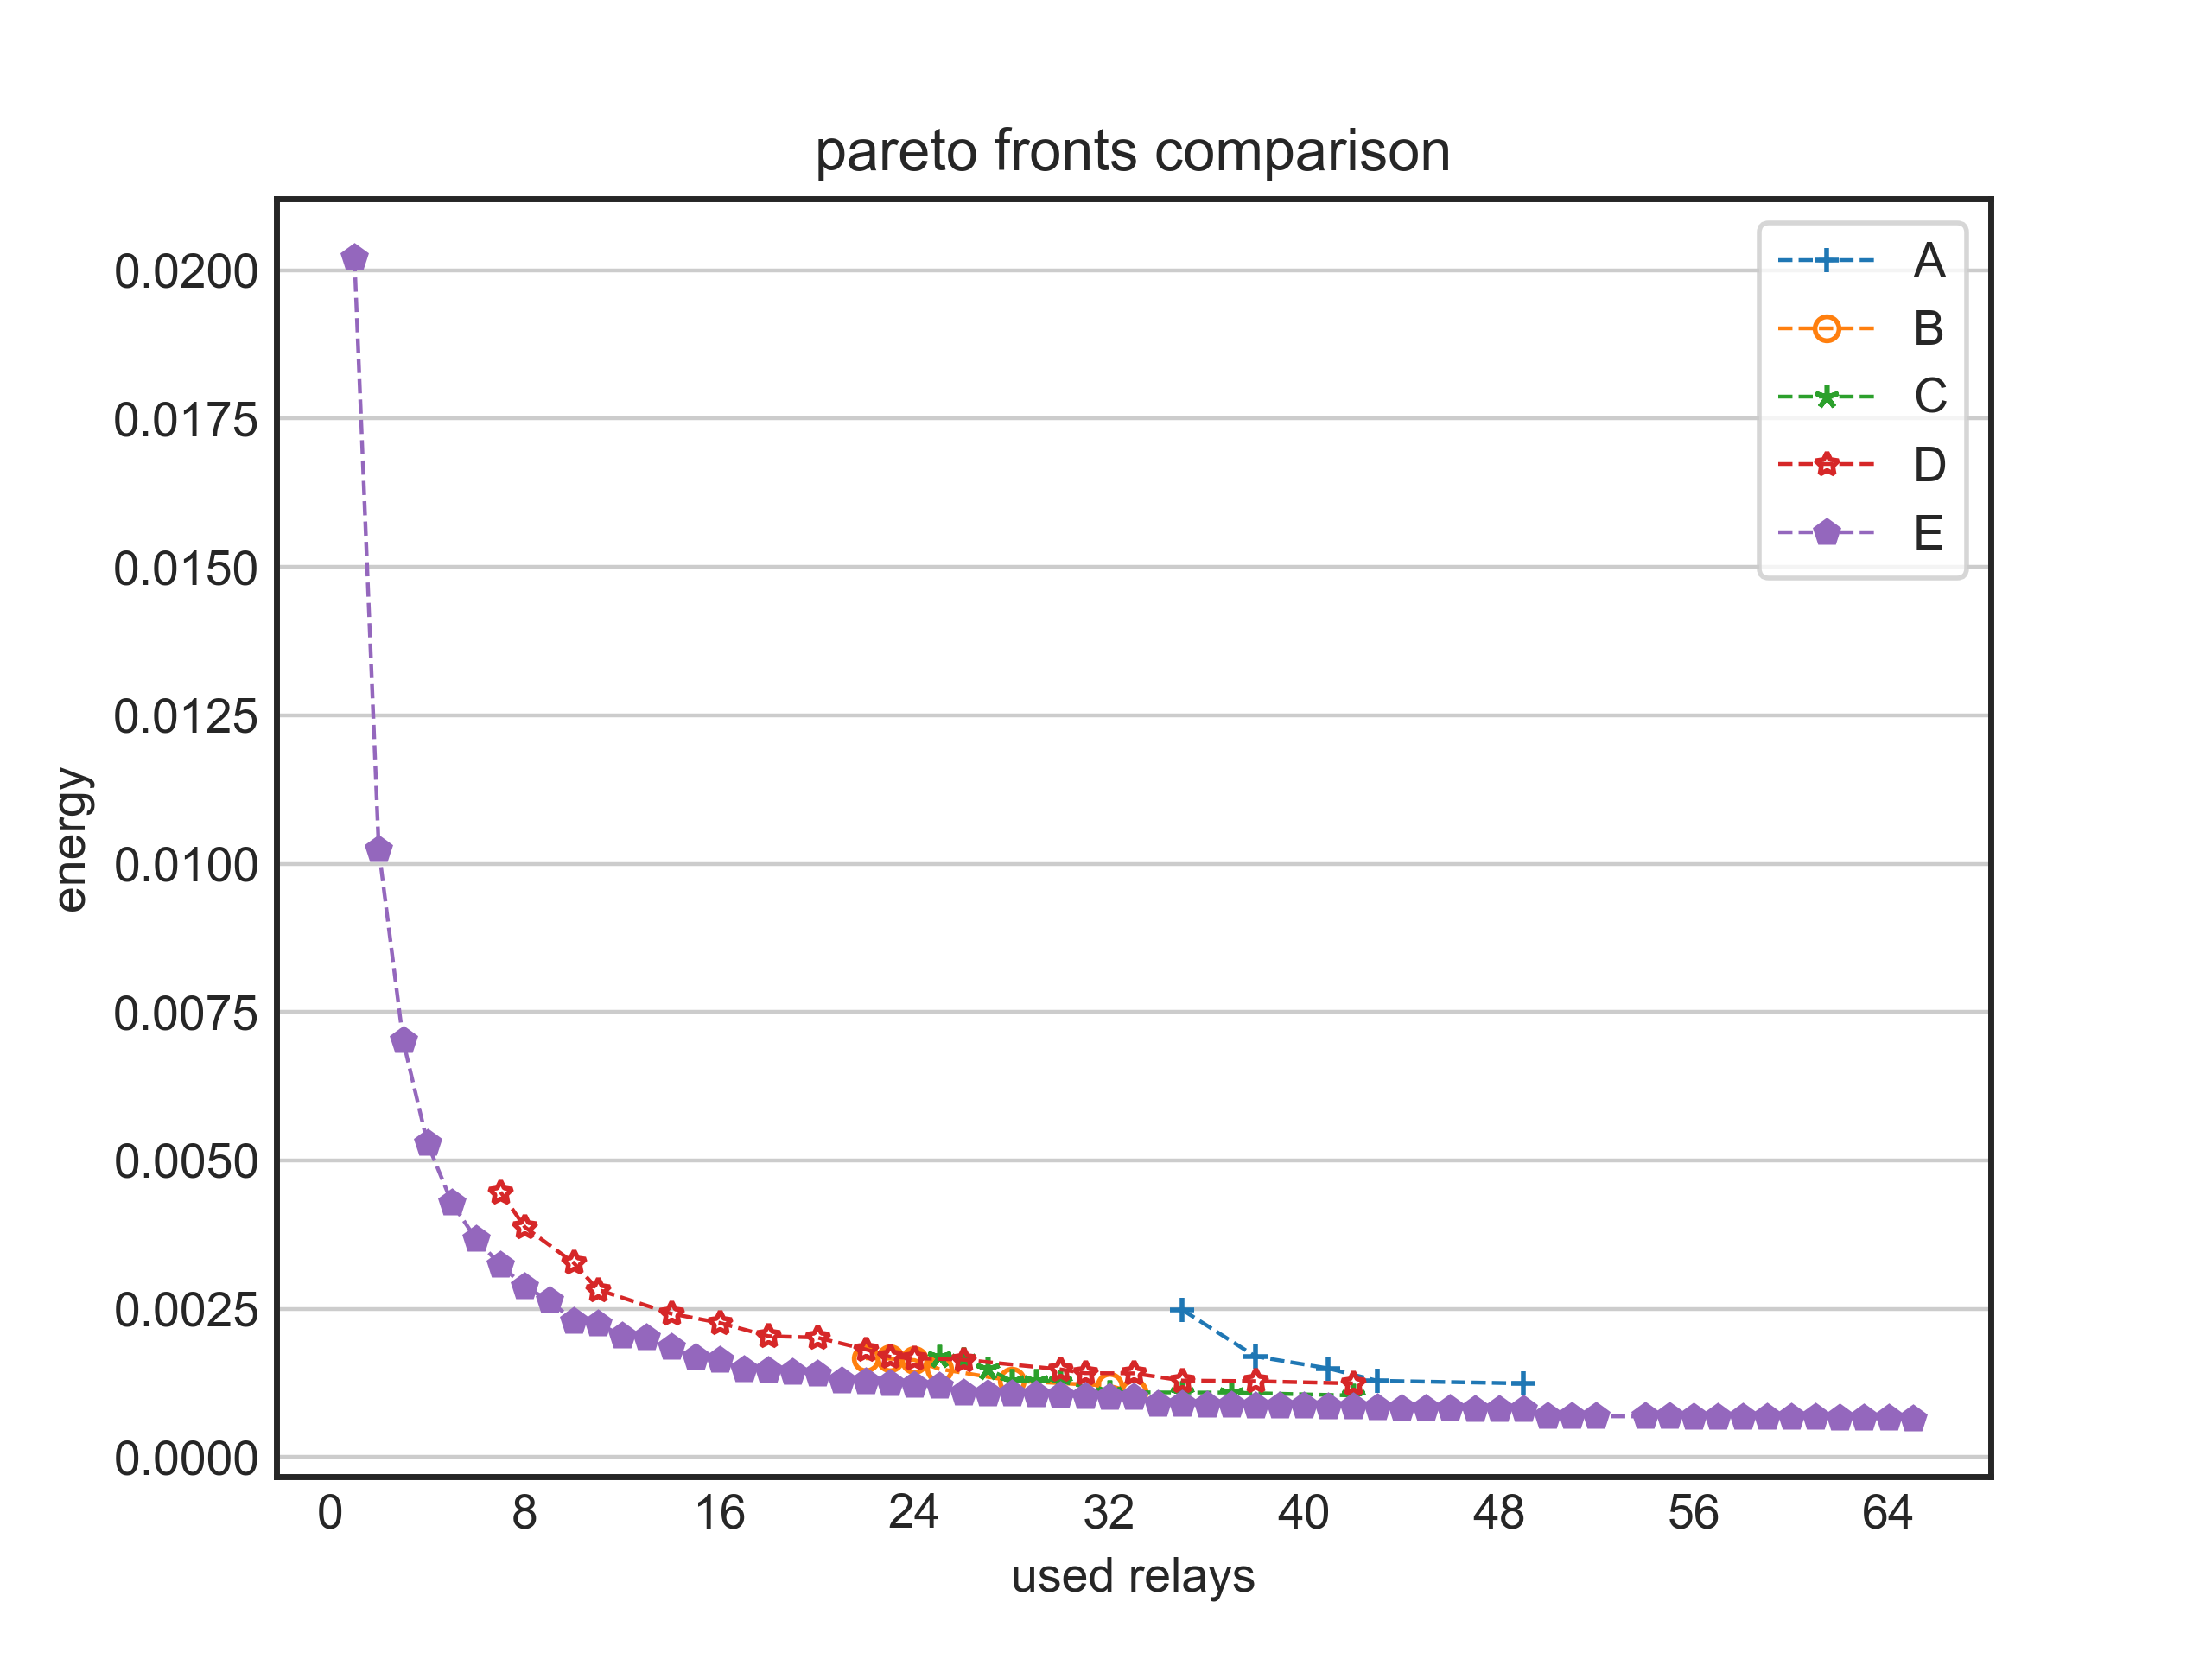 pareto fronts comparison
A
B
C
D
E
0.0200
0.0175
0.0150
0.0125
0.0100
0.0075
0.0050
0.0025
0.0000
energy
0 8 16 24 32 40 48 56 64
used relays